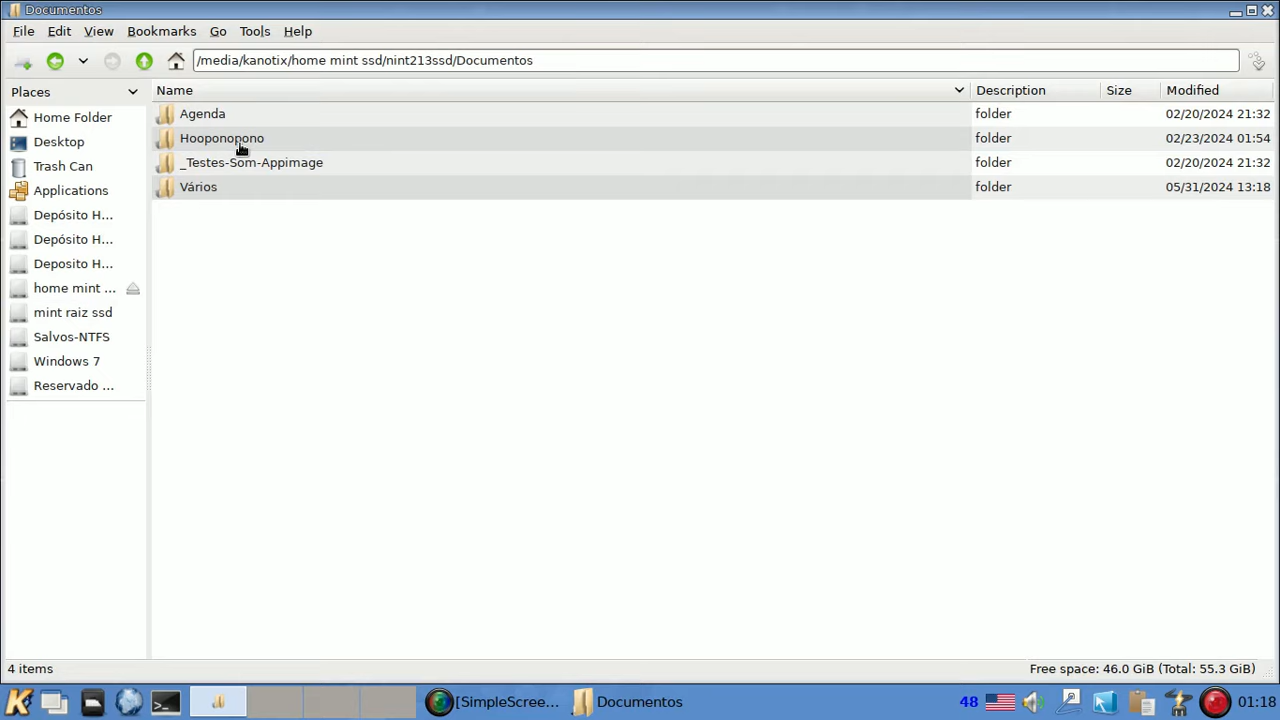 Documentos
File Edit View Bookmarks Go Tools Help
/media/kanotix/home mint ssd/nint213ssd/Documentos
Places
Home Folder
Desktop
Trash Can
Applications
Depósito H...
Depósito H...
Deposito H...
home mint ...
mint raiz ssd
Salvos-NTFS
Windows 7
Reservado ...
Name Description Size Modified
Agenda folder 02/20/2024 21:32
Hooponopono folder 02/23/2024 01:54
_Testes-Som-Appimage folder 02/20/2024 21:32
Vários folder 05/31/2024 13:18
4 items Free space: 46.0 GiB (Total: 55.3 GiB)
[SimpleScree... Documentos 48 01:18